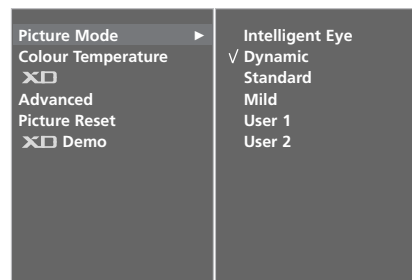 Picture Mode ►
Colour Temperature
XD
Advanced
Picture Reset
XD Demo
Intelligent Eye
√ Dynamic
Standard
Mild
User 1
User 2